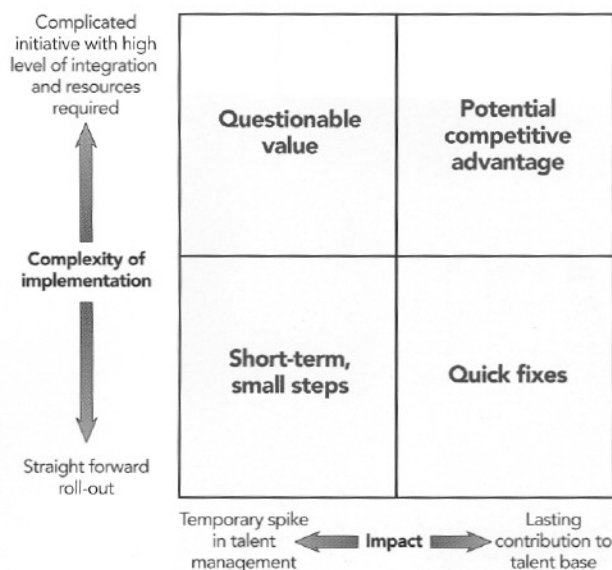 Complicated
initiative with high
level of integration
and resources
required
Questionable
value
Potential
competitive
advantage
Complexity of
implementation
Short-term,
small steps
Quick fixes
Straight forward
roll-out
Temporary spike
in talent
management
Impact
Lasting
contribution to
talent base